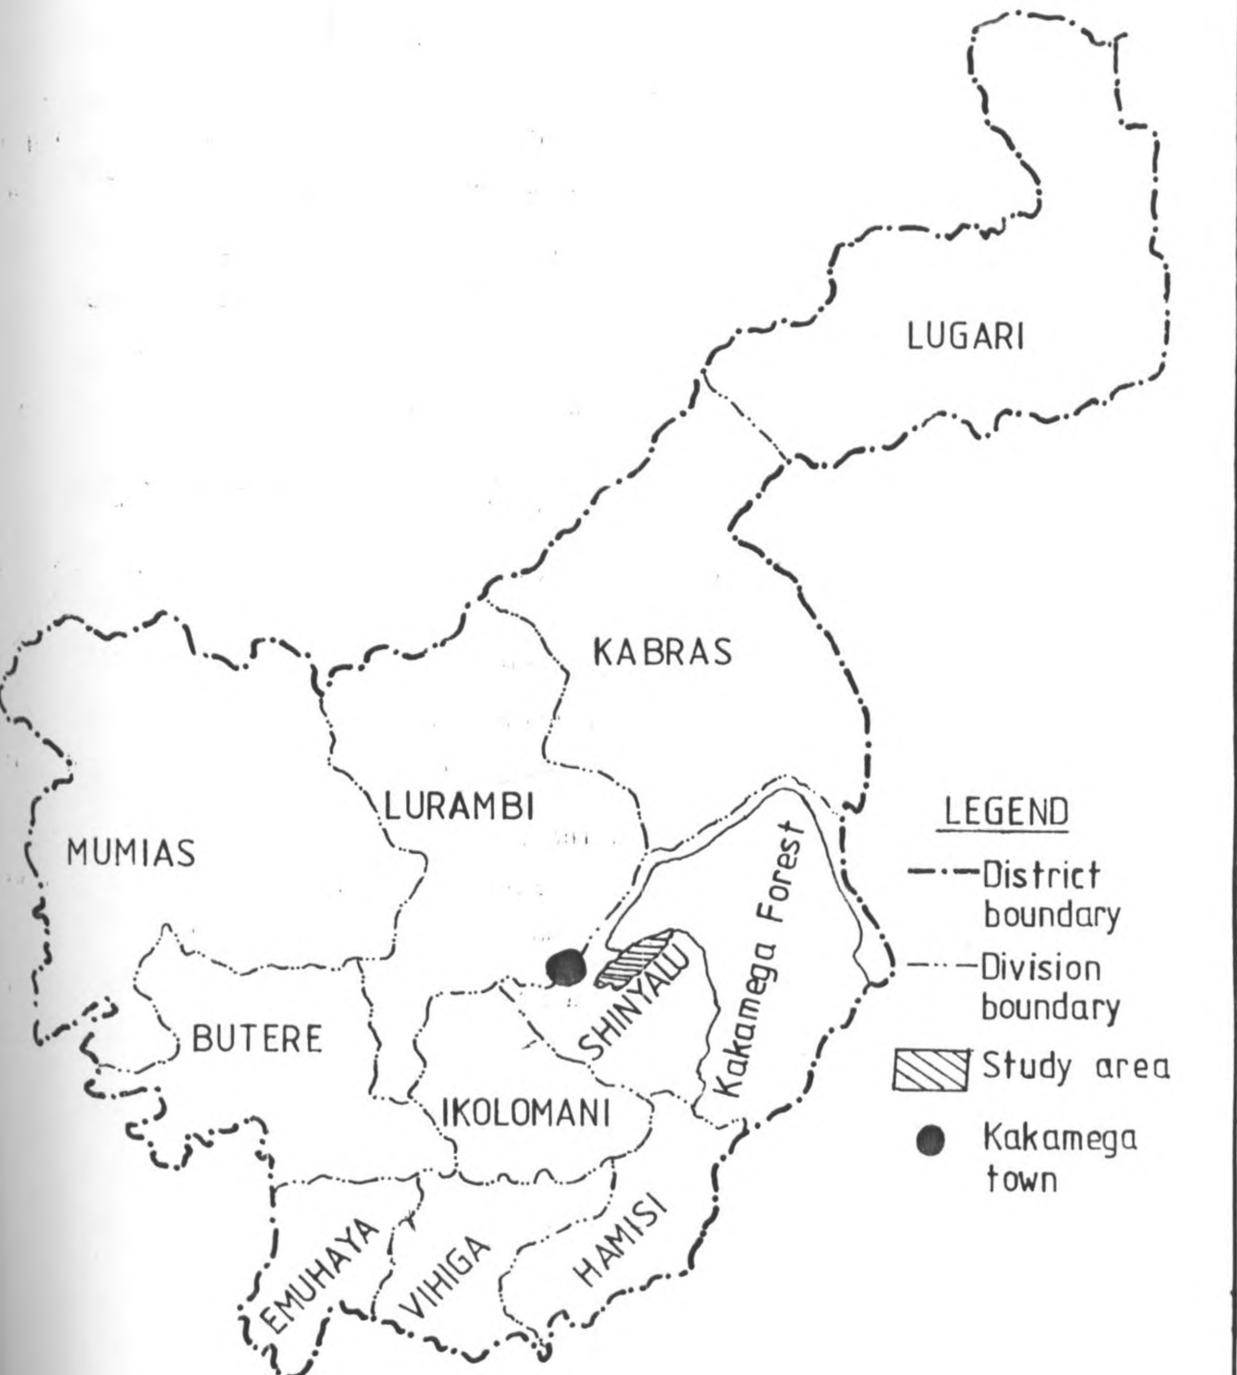 LUGARI
KABRAS
LURAMBI
MUMIAS
Kakamega Forest
SHINYALU
BUTERE
IKOLOMANI
EMUHAYA
VIHIGA
HAMISI
LEGEND
District
boundary
Division
boundary
Study area
Kakamega
town